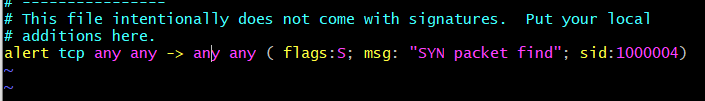 # ----------------
# This file intentionally does not come with signatures.  Put your local
# additions here.
alert tcp any any -> any any ( flags:S; msg: "SYN packet find"; sid:1000004)
~
~